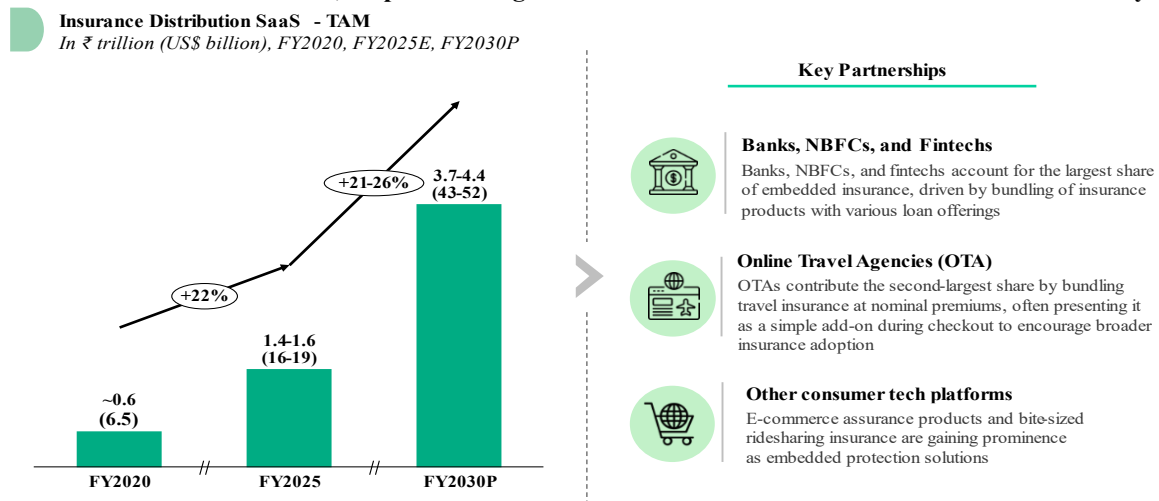 Insurance Distribution SaaS - TAM
In ₹ trillion (US$ billion), FY2020, FY2025E, FY2030P
+21-26%
3.7-4.4
(43-52)
+22%
1.4-1.6
(16-19)
~0.6
(6.5)
FY2020
FY2025
FY2030P
Key Partnerships
Banks, NBFCs, and Fintechs
Banks, NBFCs, and fintechs account for the largest share
of embedded insurance, driven by bundling of insurance
products with various loan offerings
Online Travel Agencies (OTA)
OTAs contribute the second-largest share by bundling
travel insurance at nominal premiums, often presenting it
as a simple add-on during checkout to encourage broader
insurance adoption
Other consumer tech platforms
E-commerce assurance products and bite-sized
ridesharing insurance are gaining prominence
as embedded protection solutions